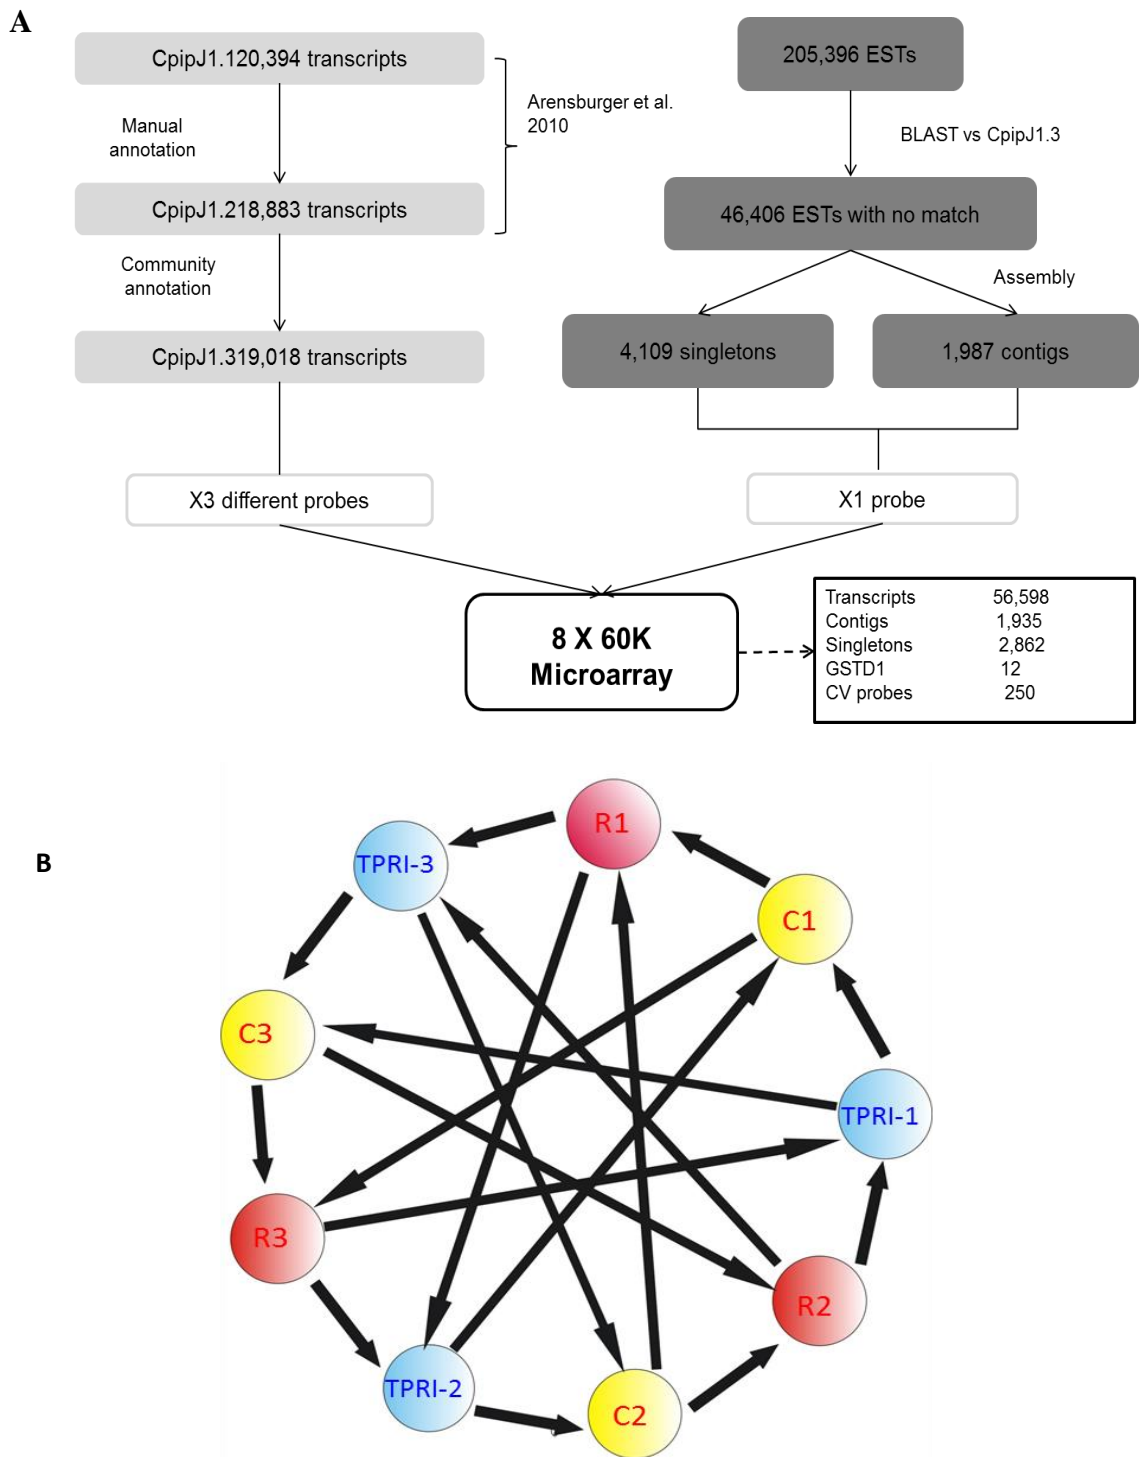 A
CpipJ1.120,394 transcripts
Manual
annotation
CpipJ1.218,883 transcripts
Community
annotation
CpipJ1.319,018 transcripts
X3 different probes
Arensburger et al.
2010
205,396 ESTs
BLAST vs CpipJ1.3
46,406 ESTs with no match
Assembly
4,109 singletons
1,987 contigs
X1 probe
8 X 60K
Microarray
Transcripts 56,598
Contigs 1,935
Singletons 2,862
GSTD1 12
CV probes 250
B
R1
TPRI-3
C1
C3
TPRI-1
R3
R2
TPRI-2
C2